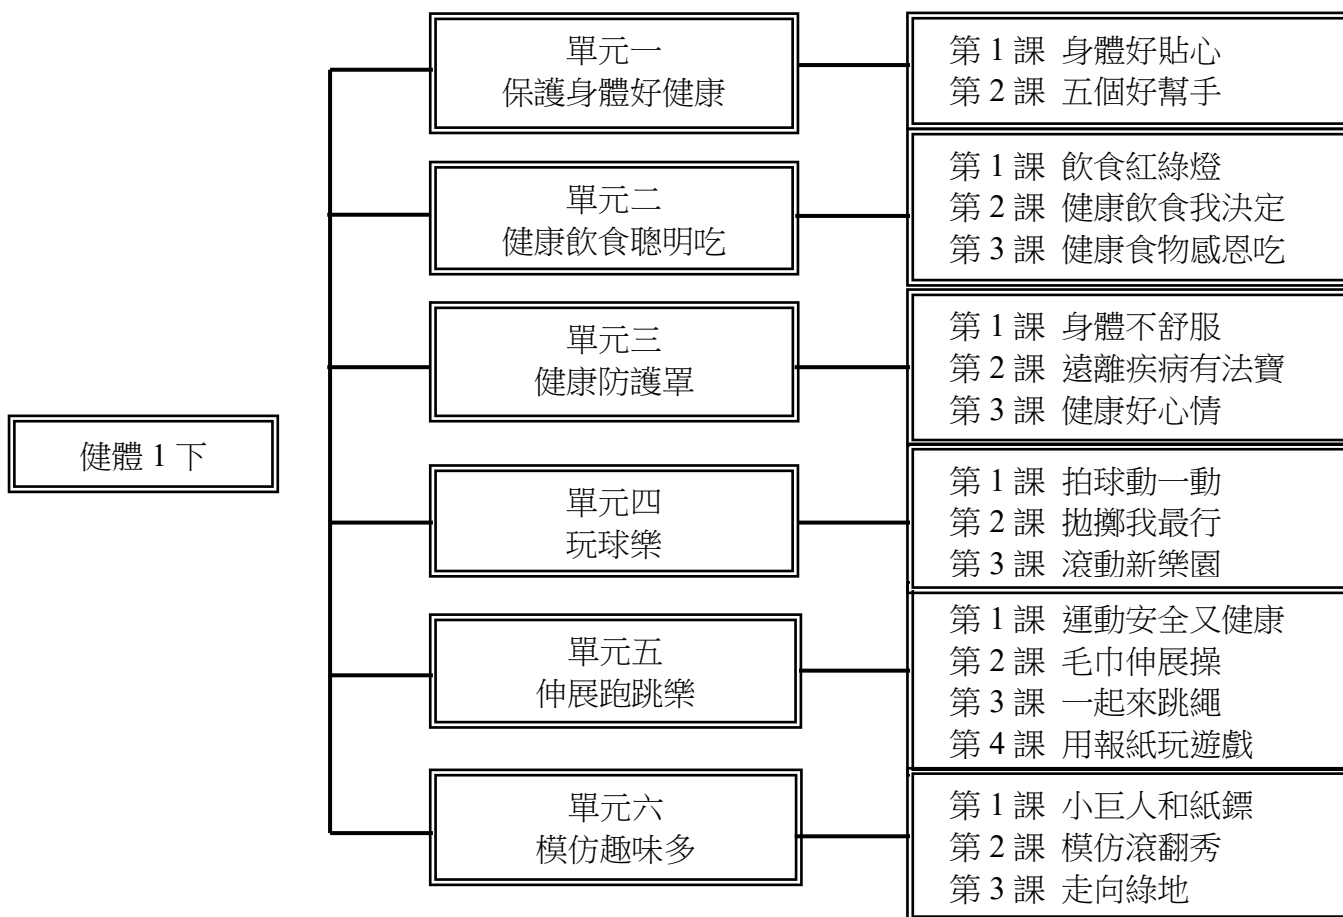 健體 1 下
單元一
保護身體好健康
第 1 課 身體好貼心
第 2 課 五個好幫手
單元二
健康飲食聰明吃
第 1 課 飲食紅綠燈
第 2 課 健康飲食我決定
第 3 課 健康食物感恩吃
單元三
健康防護罩
第 1 課 身體不舒服
第 2 課 遠離疾病有法寶
第 3 課 健康好心情
單元四
玩球樂
第 1 課 拍球動一動
第 2 課 拋擲我最行
第 3 課 滾動新樂園
單元五
伸展跑跳樂
第 1 課 運動安全又健康
第 2 課 毛巾伸展操
第 3 課 一起來跳繩
第 4 課 用報紙玩遊戲
單元六
模仿趣味多
第 1 課 小巨人和紙鏢
第 2 課 模仿滾翻秀
第 3 課 走向綠地